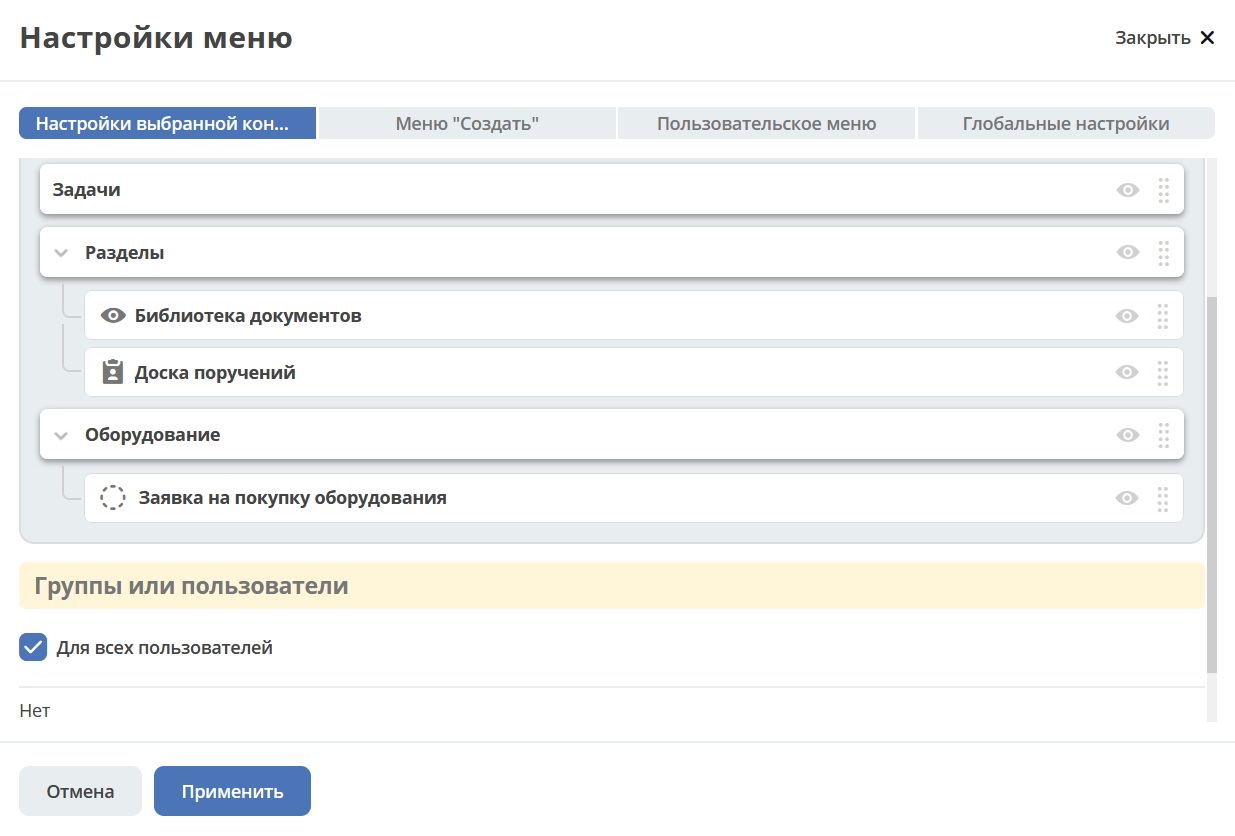 Настройки меню
Закрыть
Настройки выбранной кон...
Меню "Создать"
Пользовательское меню
Глобальные настройки
Задачи
Разделы
Библиотека документов
Доска поручений
Оборудование
Заявка на покупку оборудования
Группы или пользователи
Для всех пользователей
Нет
Отмена
Применить